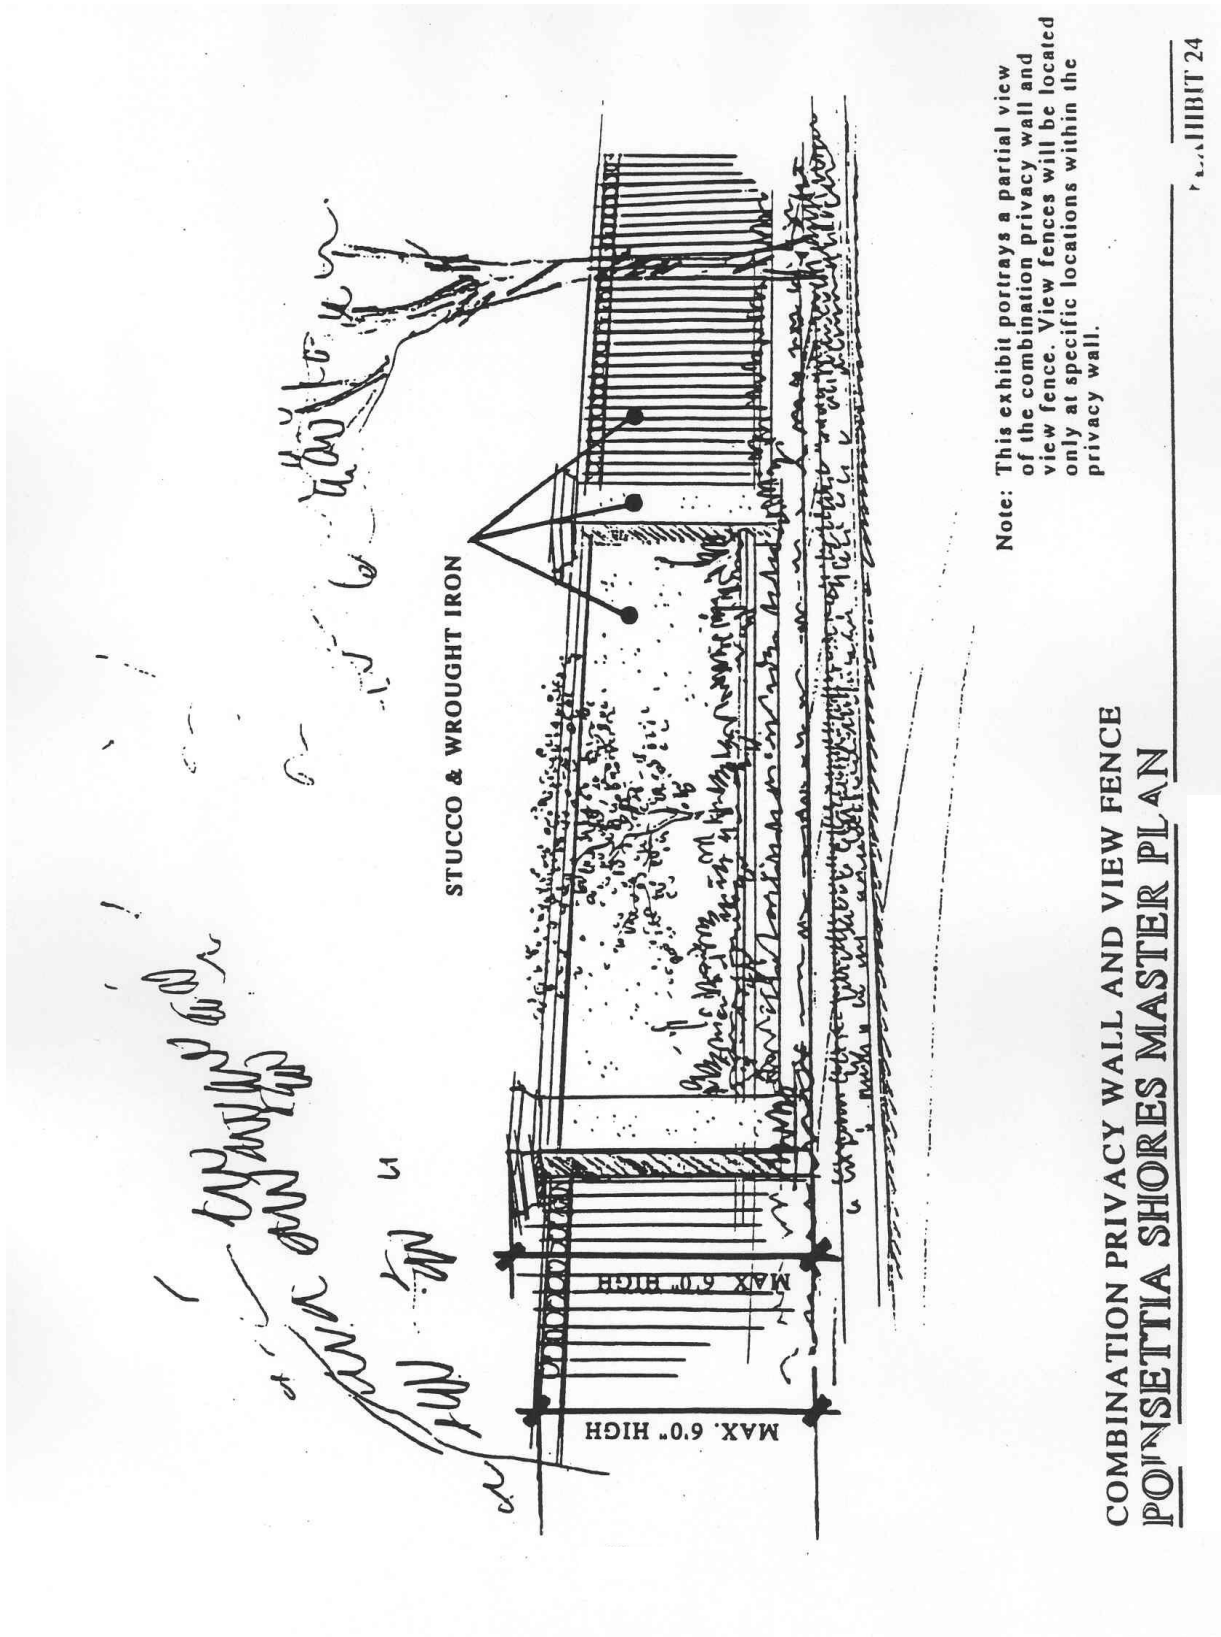 STUCCO & WROUGHT IRON
MAX. 6'0" HIGH
MAX. 6'0" HIGH
Note: This exhibit portrays a partial view
of the combination privacy wall and
view fence. View fences will be located
only at specific locations within the
privacy wall.
COMBINATION PRIVACY WALL AND VIEW FENCE
POINSETTIA SHORES MASTER PLAN
EXHIBIT 24